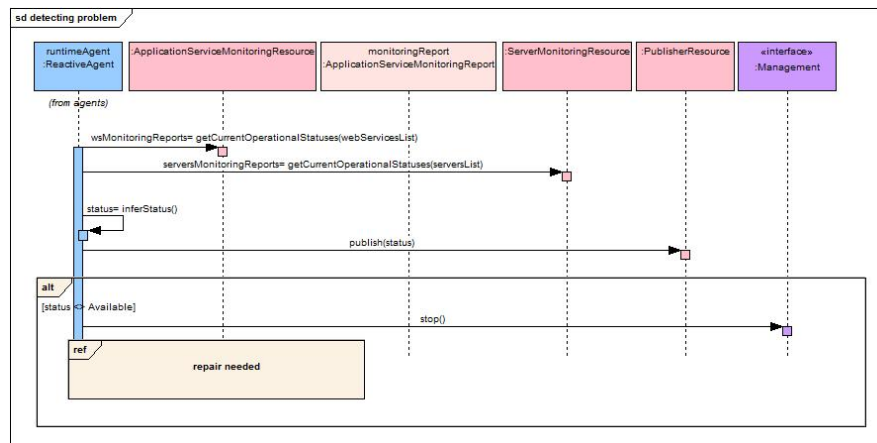 sd detecting problem
runtimeAgent
:ReactiveAgent
:ApplicationServiceMonitoringResource
monitoringReport
:ApplicationServiceMonitoringReport
:ServerMonitoringResource
:PublisherResource
«interface»
:Management
(from agents)
wsMonitoringReports= getCurrentOperationalStatuses(webServicesList)
serversMonitoringReports= getCurrentOperationalStatuses(serversList)
status= inferStatus()
publish(status)
alt
[status <> Available]
stop()
ref
repair needed